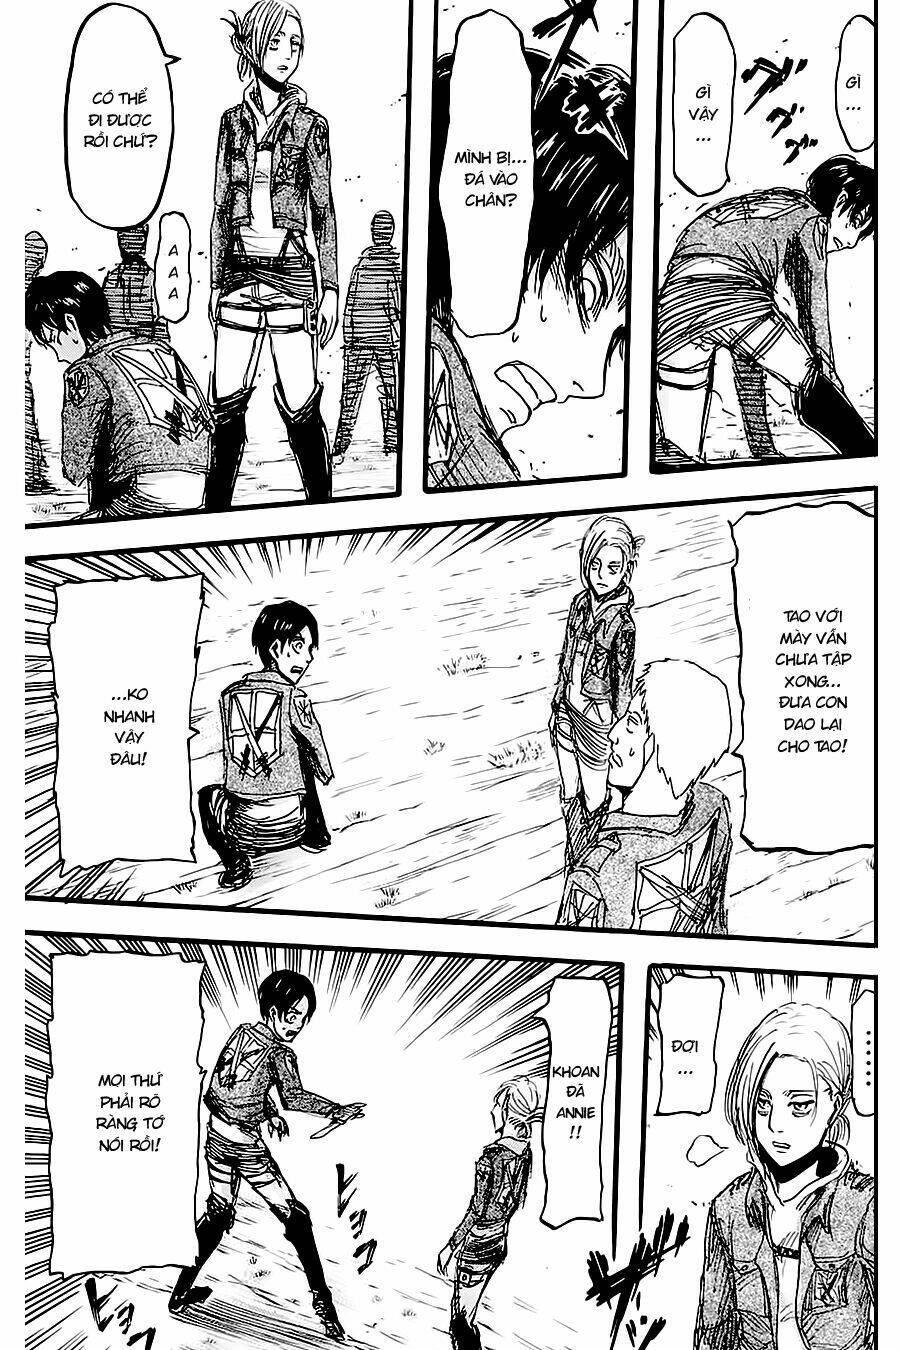 GÌ
...
GÌ
VẬY
...
MÌNH BỊ...
ĐÁ VÀO
CHÂN?
CÓ THỂ
ĐI ĐƯỢC
RỒI CHỨ?
A
A
A
TAO VỚI
MÀY VẪN
CHƯA TẬP
XONG...
ĐƯA CON
DAO LẠI
CHO TAO!
...KO
NHANH
VẬY
ĐÂU!
ĐỢI
...
KHOAN
ĐÃ
ANNIE
!!
MỌI THỨ
PHẢI RÕ
RÀNG TỚ
NÓI RỒI!